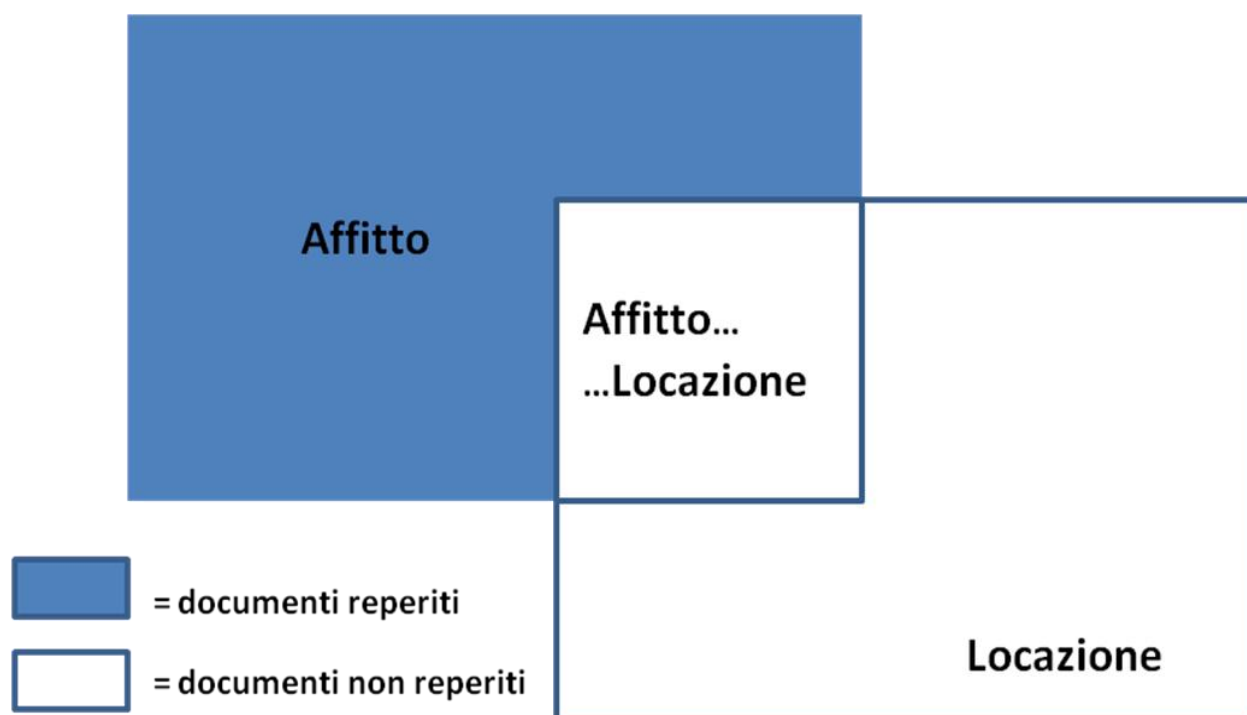 Affitto
Affitto...
...Locazione
= documenti reperiti
Locazione
= documenti non reperiti